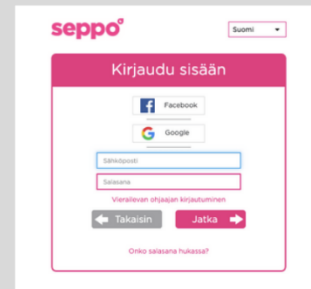 seppo
Suomi
Kirjaudu sisään
Facebook
Google
Sähköposti
Salasana
Vierailevan ohjaajan kirjautuminen
Takaisin
Jatka
Onko salasana hukassa?